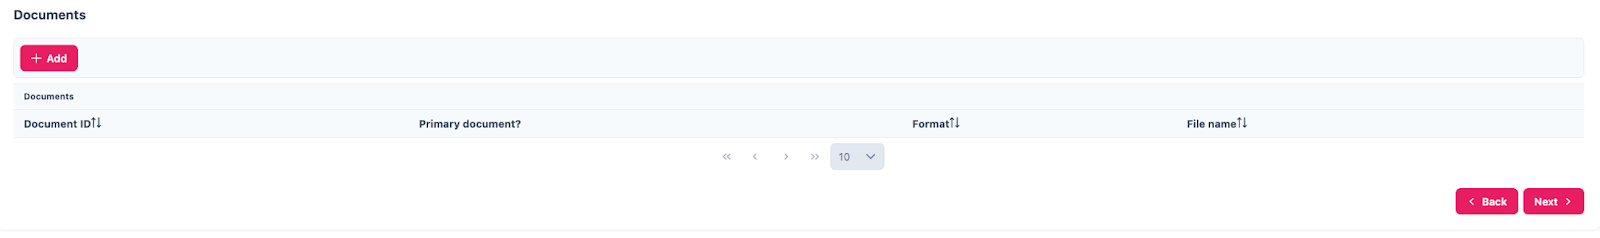 Documents
Add
Documents
Document ID Primary document? Format File name
10
Back Next